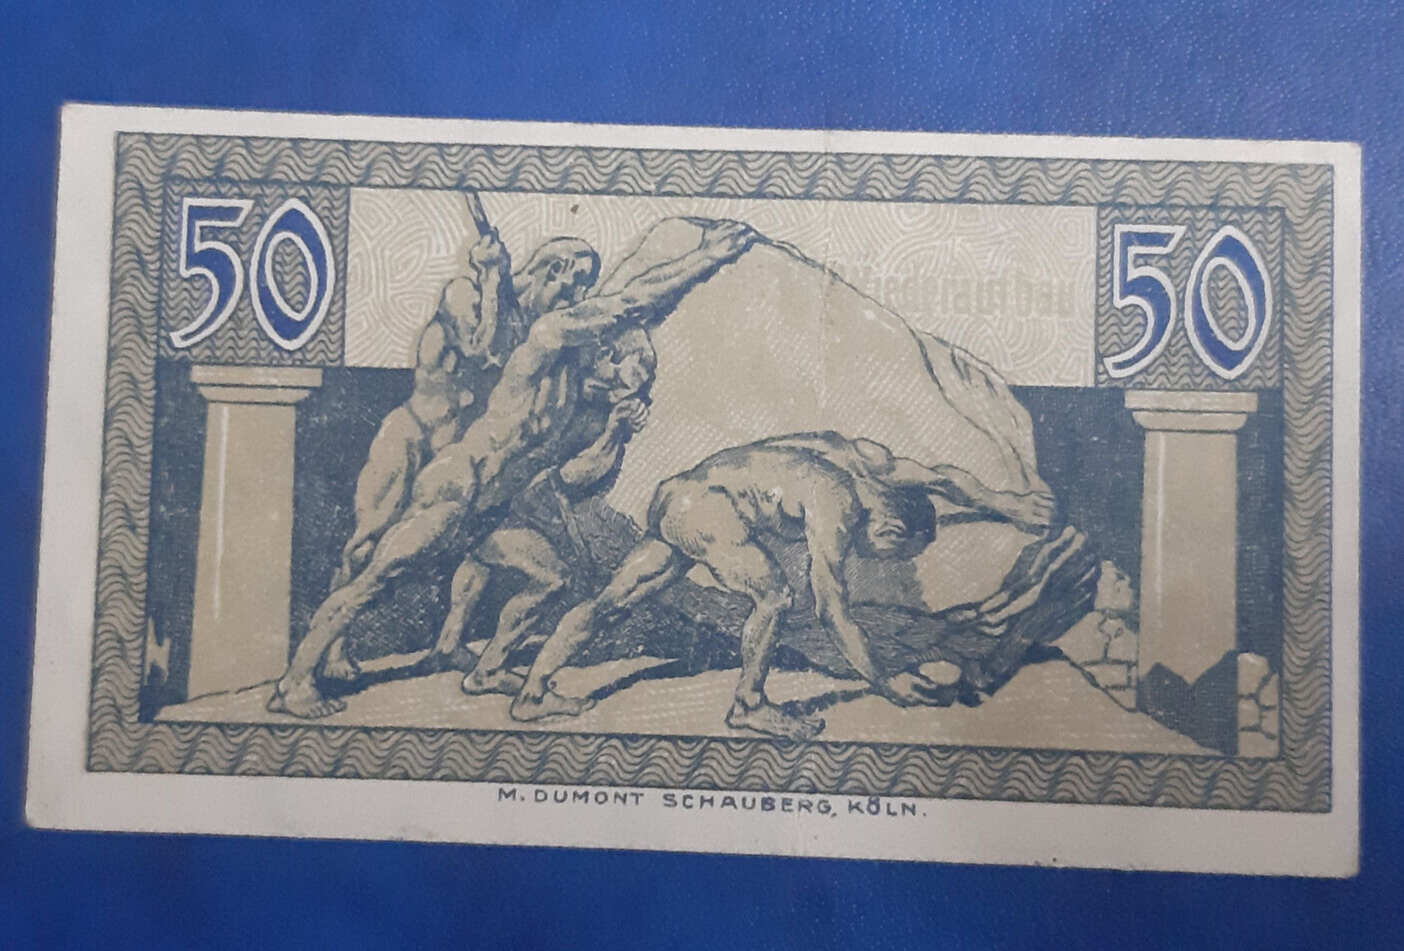 50
50
Wiederaufbau
M. DUMONT SCHAUBERG, KÖLN.